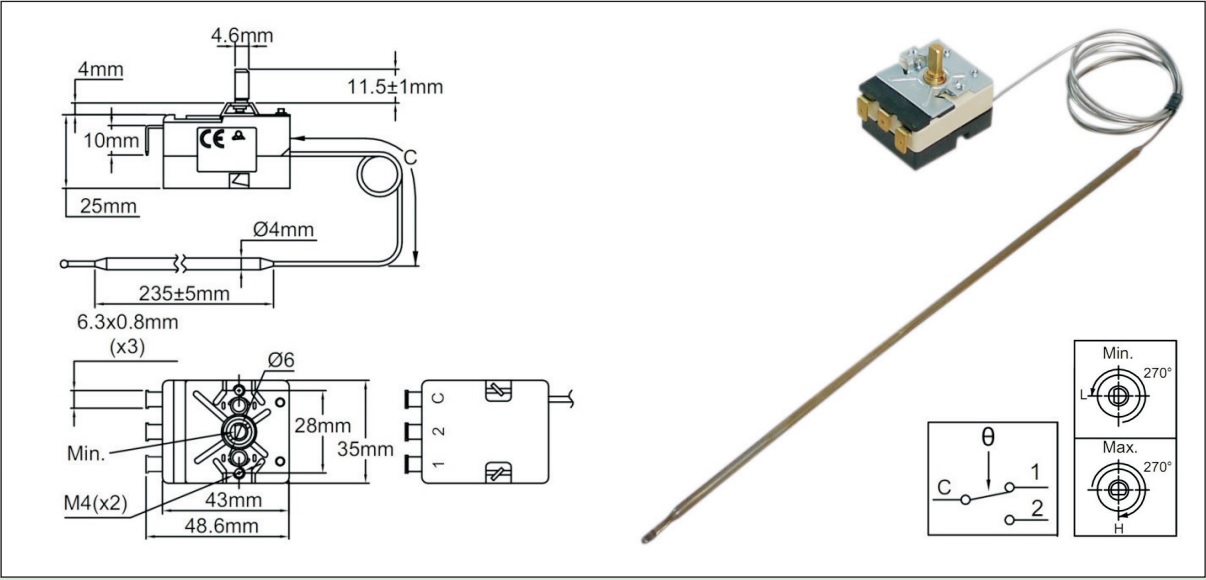 4.6mm
4mm
11.5±1mm
10mm
CE
C
25mm
Ø4mm
235±5mm
6.3x0.8mm
(x3)
Ø6
28mm
35mm
Min.
M4(x2)
43mm
48.6mm
C
2
1
θ
C
1
2
Min.
270°
L
Max.
270°
H